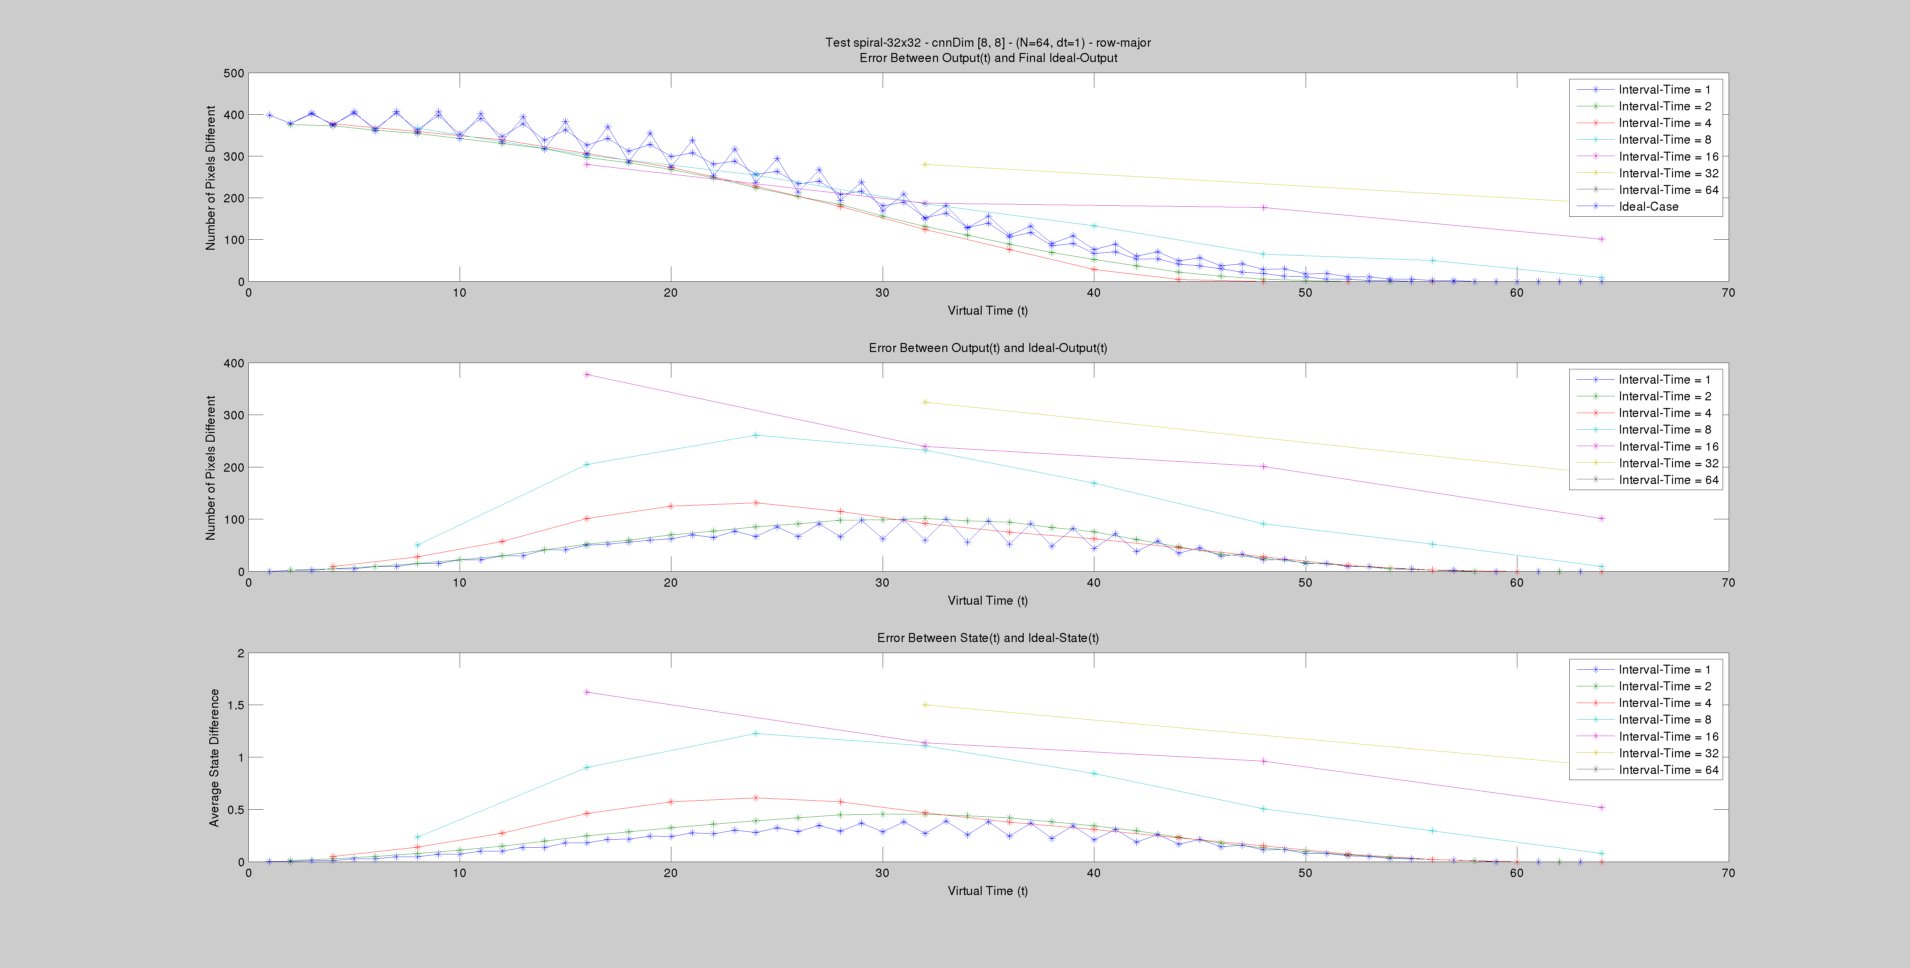 Test spiral-32x32 - cnnDim [8, 8] - (N=64, dt=1) - row-major
Error Between Output(t) and Final Ideal-Output
Number of Pixels Different
500
400
300
200
100
0
0 10 20 30 40 50 60 70
Virtual Time (t)
Interval-Time = 1
Interval-Time = 2
Interval-Time = 4
Interval-Time = 8
Interval-Time = 16
Interval-Time = 32
Interval-Time = 64
Ideal-Case
Error Between Output(t) and Ideal-Output(t)
Number of Pixels Different
400
300
200
100
0
0 10 20 30 40 50 60 70
Virtual Time (t)
Interval-Time = 1
Interval-Time = 2
Interval-Time = 4
Interval-Time = 8
Interval-Time = 16
Interval-Time = 32
Interval-Time = 64
Error Between State(t) and Ideal-State(t)
Average State Difference
2
1.5
1
0.5
0
0 10 20 30 40 50 60 70
Virtual Time (t)
Interval-Time = 1
Interval-Time = 2
Interval-Time = 4
Interval-Time = 8
Interval-Time = 16
Interval-Time = 32
Interval-Time = 64